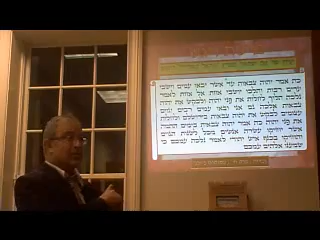 כה אמר יהוה צבאות עד אשר יבאו עמים וישבי
ערים רבות והלכו ישבי אחת אל אחת לאמר
נלכה הלוך לחלות את פני יהוה ולבקש את יהוה
צבאות אלכה גם אני ובאו עמים רבים וגוים
עצומים לבקש את יהוה צבאות בירושלם ולחלות
את פני יהוה כה אמר יהוה צבאות בימים ההמה
אשר יחזיקו עשרה אנשים מכל לשנות הגוים
והחזיקו בכנף איש יהודי לאמר נלכה עמכם כי
שמענו אלהים עמכם